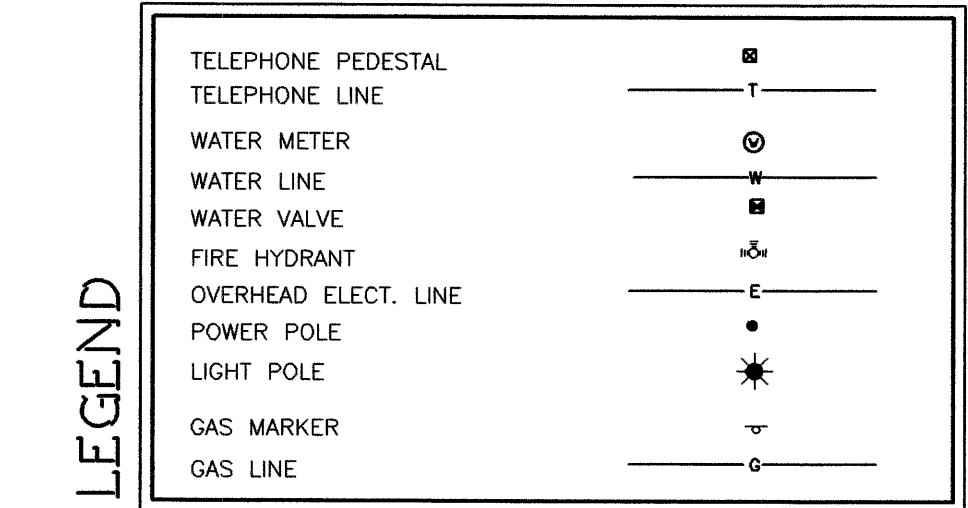 LEGEND
TELEPHONE PEDESTAL
TELEPHONE LINE T
WATER METER W
WATER LINE W
WATER VALVE
FIRE HYDRANT
OVERHEAD ELECT. LINE E
POWER POLE
LIGHT POLE
GAS MARKER
GAS LINE G